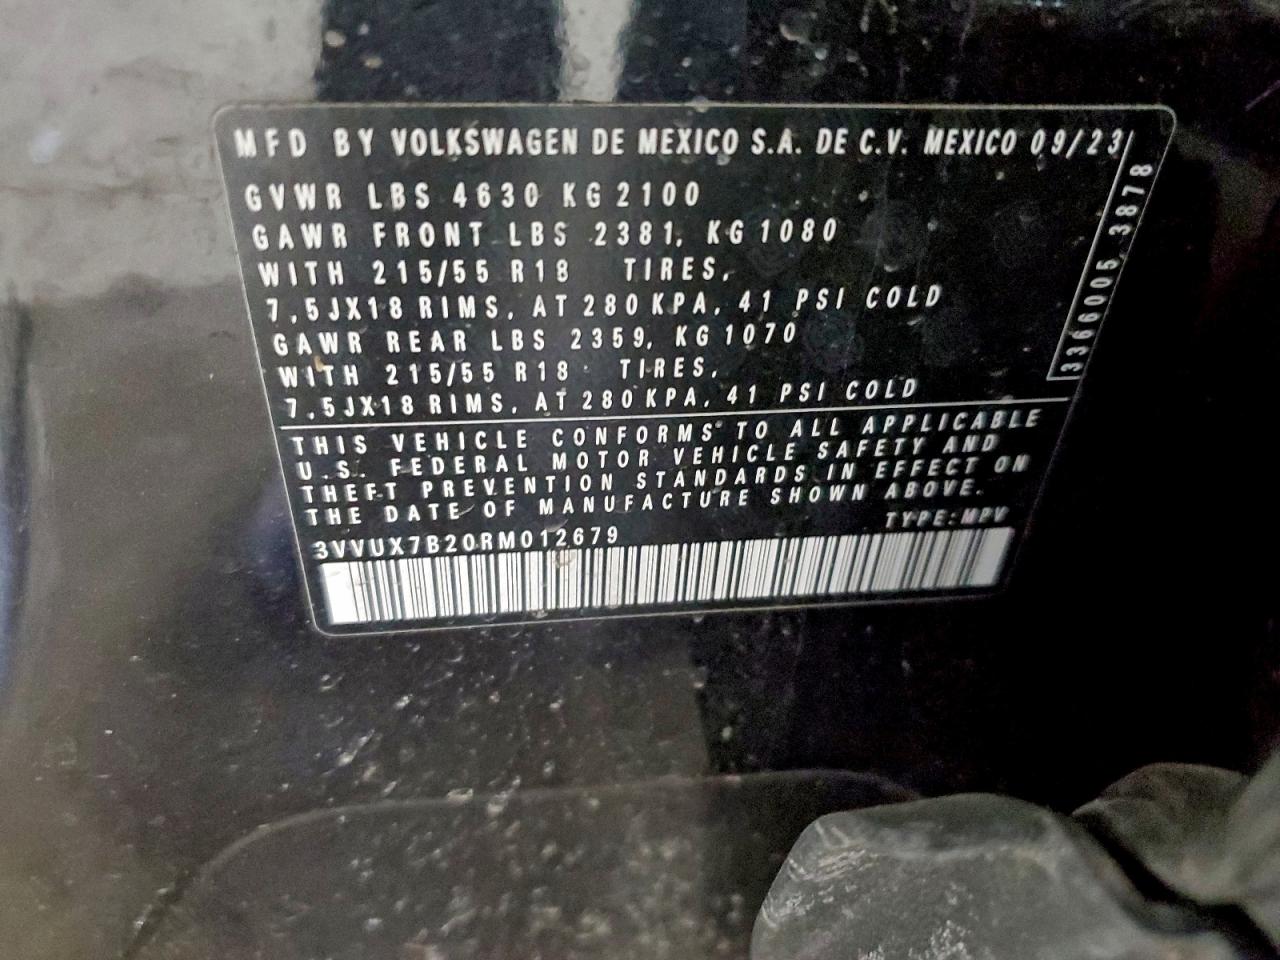 MFD BY VOLKSWAGEN DE MEXICO S.A. DE C.V. MEXICO 09/23
GVWR LBS 4630 KG 2100
GAWR FRONT LBS 2381, KG 1080
WITH 215/55 R18 TIRES,
7,5JX18 RIMS, AT 280 KPA, 41 PSI COLD
GAWR REAR LBS 2359, KG 1070
WITH 215/55 R18 TIRES,
7,5JX18 RIMS, AT 280 KPA, 41 PSI COLD
3366005 3878
THIS VEHICLE CONFORMS TO ALL APPLICABLE
U.S. FEDERAL MOTOR VEHICLE SAFETY AND
THEFT PREVENTION STANDARDS IN EFFECT ON
THE DATE OF MANUFACTURE SHOWN ABOVE.
TYPE: MPV
3VVUX7B20RM012679